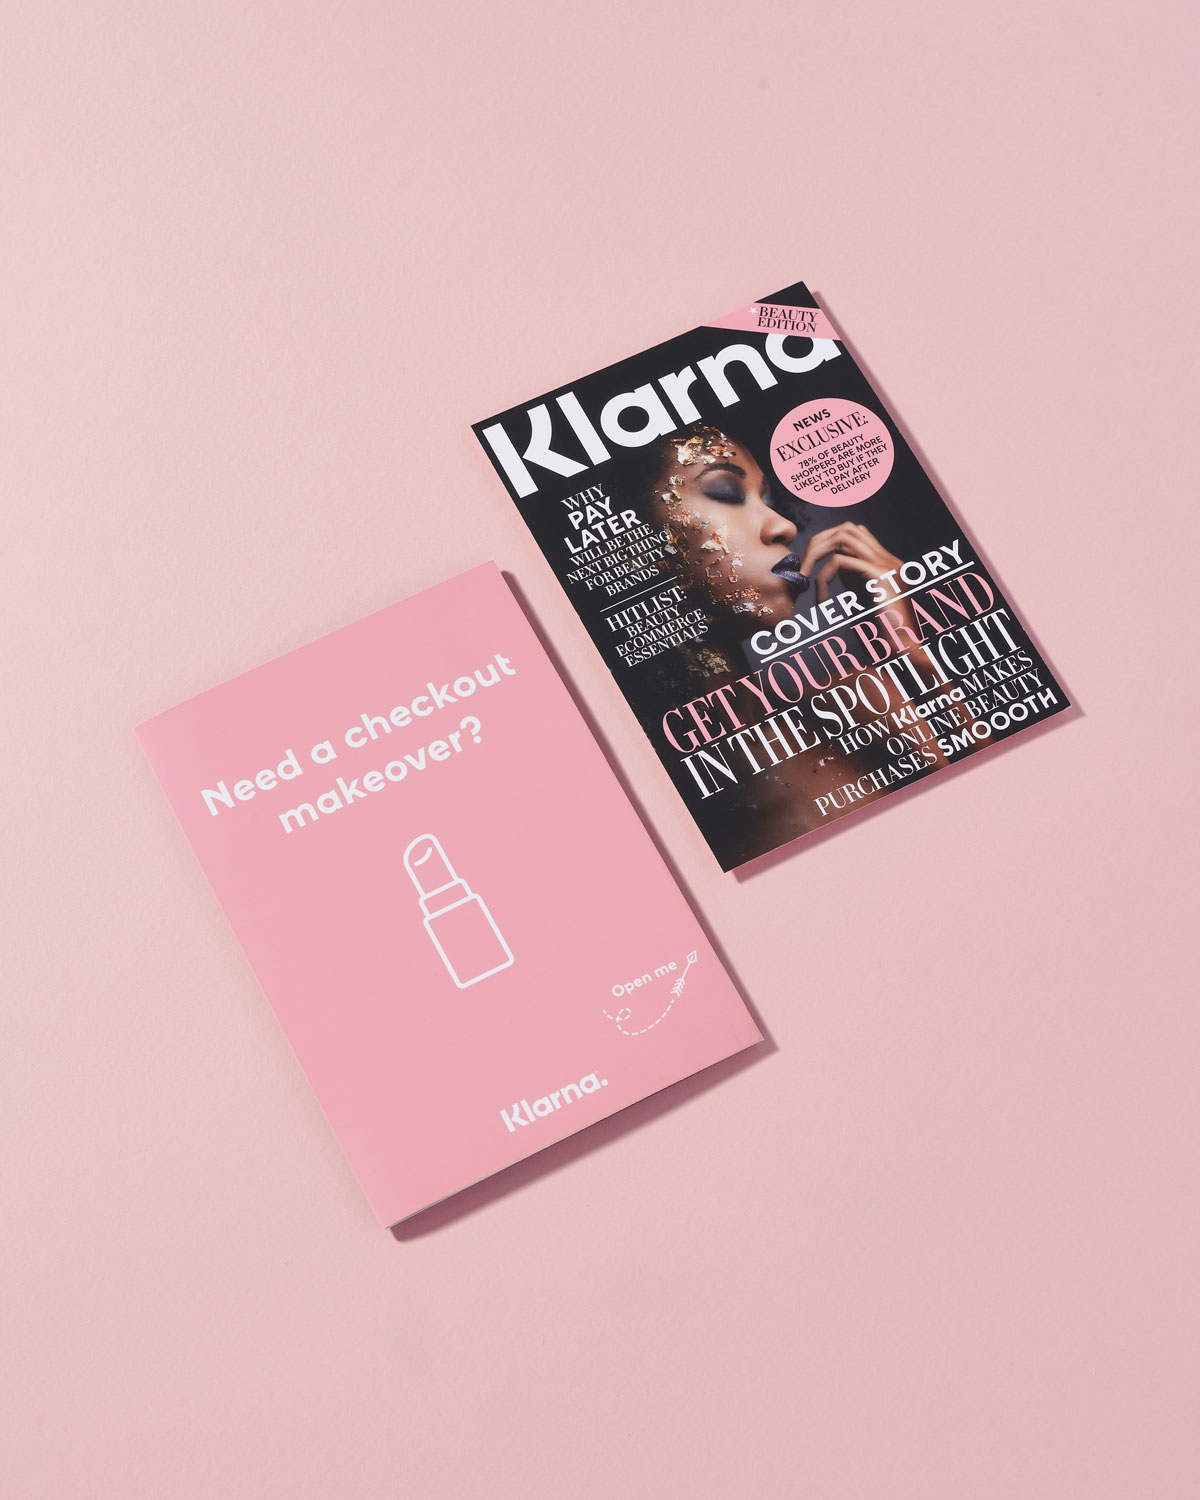 BEAUTY
EDITION
Klarna
NEWS
EXCLUSIVE:
78% OF BEAUTY
SHOPPERS ARE MORE
LIKELY TO BUY IF THEY
CAN PAY AFTER
DELIVERY
WHY
PAY
LATER
WILL BE THE
NEXT BIG THING
FOR BEAUTY
BRANDS
HITLIST:
BEAUTY
ECOMMERCE
ESSENTIALS
COVER STORY
GET YOUR BRAND
IN THE SPOTLIGHT
HOW Klarna MAKES
ONLINE BEAUTY
PURCHASES SMOOOTH
Need a checkout
makeover?
Open me
Klarna.